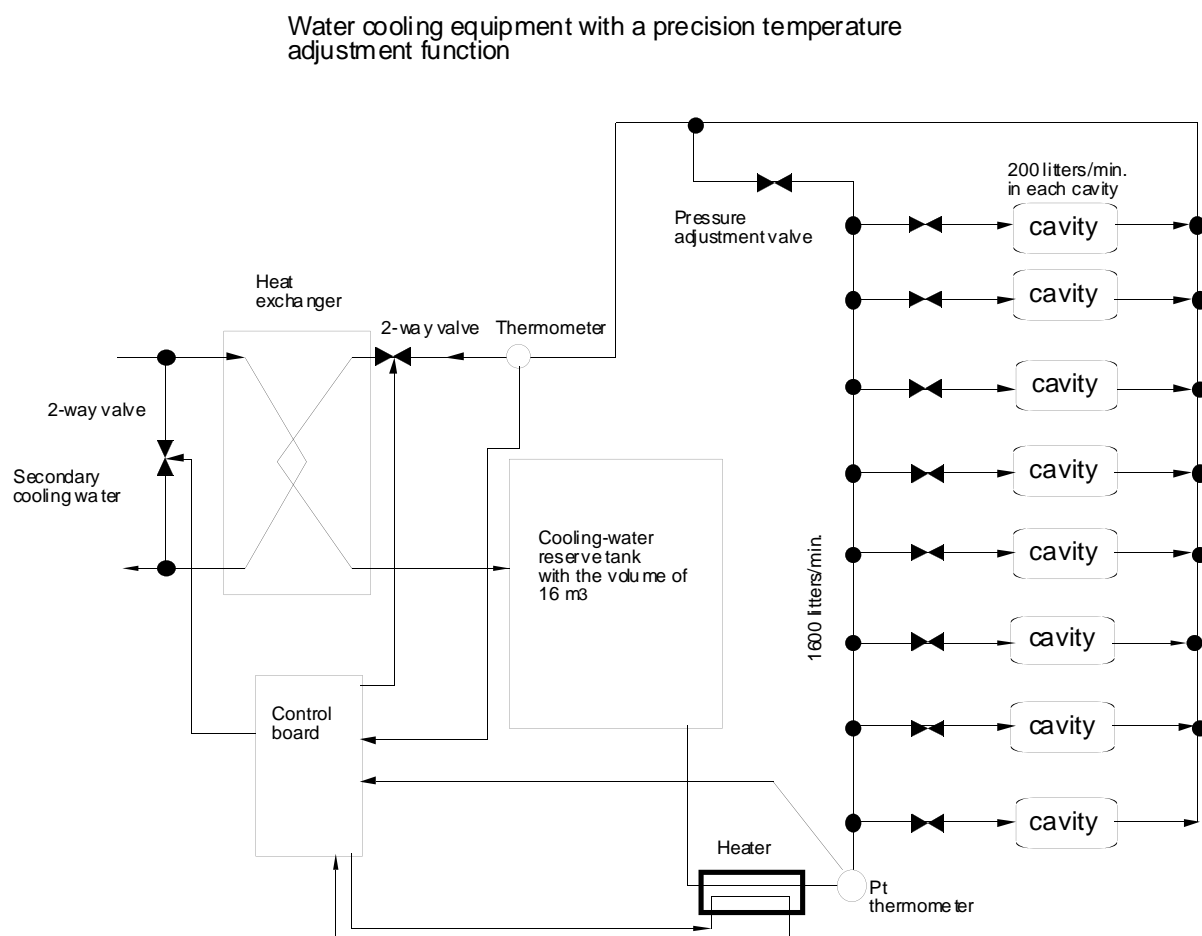 Water cooling equipment with a precision temperature
adjustment function
200 litters/min.
in each cavity
Pressure
adjustment valve
cavity
cavity
cavity
cavity
cavity
cavity
cavity
cavity
Heat
exchanger
2-way valve
Thermometer
2-way valve
Secondary
cooling water
Cooling-water
reserve tank
with the volume of
16 m3
1600 litters/min.
Control
board
Heater
Pt
thermometer